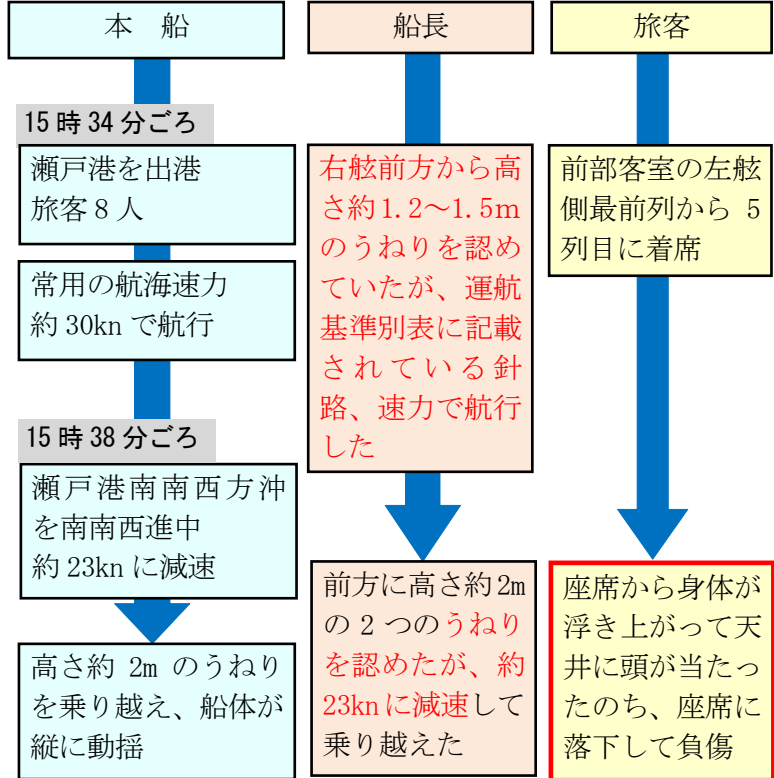 本　船
15時34分ごろ
瀬戸港を出港
旅客８人
常用の航海速力
約30knで航行
15時38分ごろ
瀬戸港南南西方沖
を南南西進中
約23knに減速
高さ約 2m のうねり
を乗り越え、船体が
縦に動揺
船長
右舷前方から高
さ約1.2～1.5m
のうねりを認め
ていたが、運航
基準別表に記載
されている針
路、速力で航行
した
前方に高さ約2m
の２つのうねり
を認めたが、約
23knに減速して
乗り越えた
旅客
前部客室の左舷
側最前列から 5
列目に着席
座席から身体が
浮き上がって天
井に頭が当たっ
たのち、座席に
落下して負傷